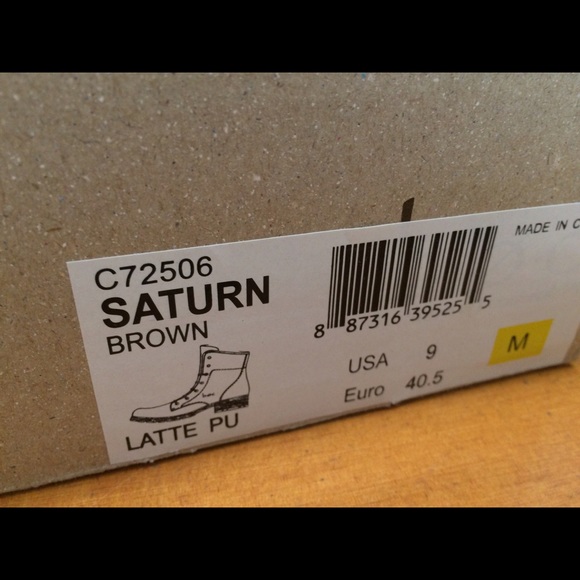 C72506
SATURN
BROWN
LATTE PU
8 87316 39525 5
USA 9
Euro 40.5
M
MADE IN C